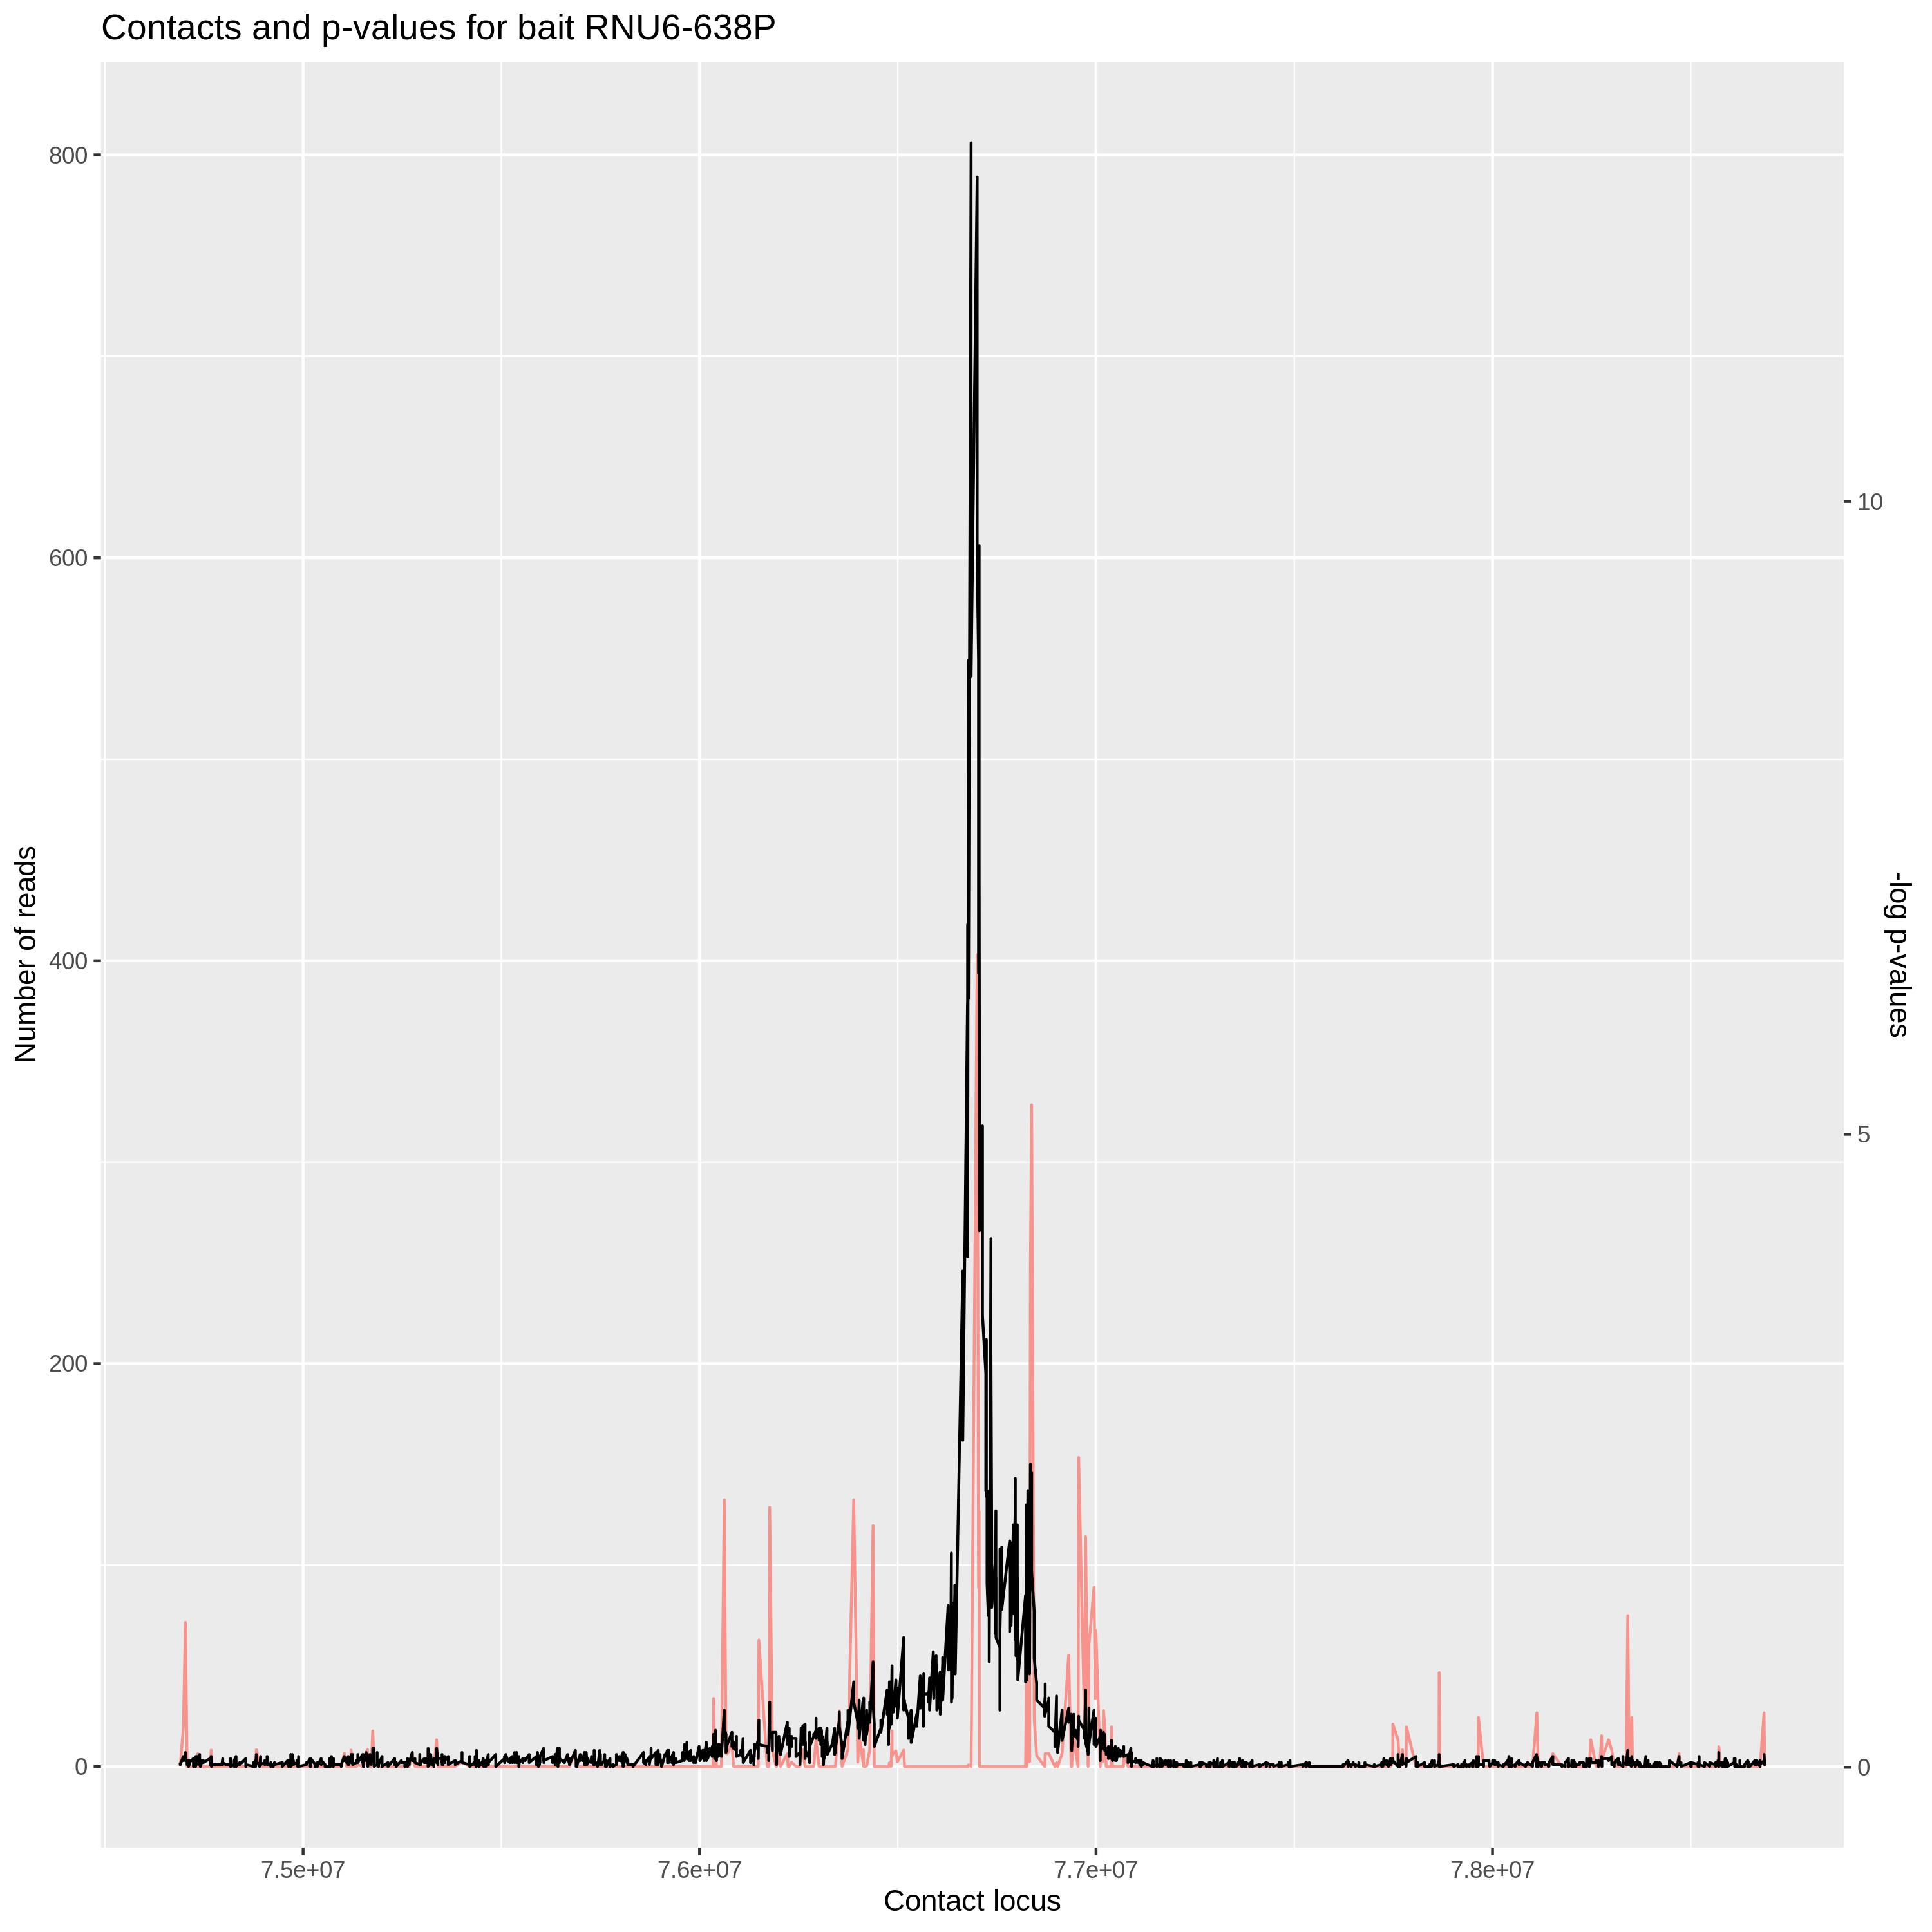 Contacts and p-values for bait RNU6-638P
800
600
400
200
0
Number of reads
10
5
0
-log p-values
7.5e+07
7.6e+07
7.7e+07
7.8e+07
Contact locus